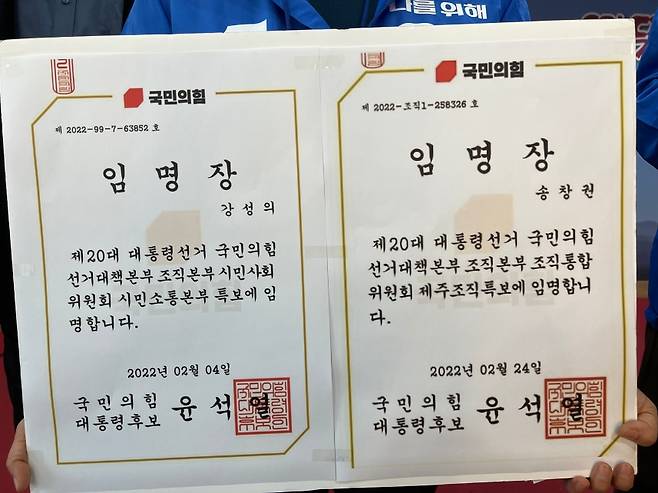 나를 위해
국민의힘
제 2022-99-7-63852 호
임 명 장
강 성 의
제20대 대통령선거 국민의힘
선거대책본부 조직본부 시민사회
위원회 시민소통본부 특보에 임
명합니다.
2022년 02월 04일
국 민 의 힘
대통령후보 윤 석 열
국민의힘
제 2022-조직1-258326 호
임 명 장
송 창 권
제20대 대통령선거 국민의힘
선거대책본부 조직본부 조직통합
위원회 제주조직특보에 임명합니
다.
2022년 02월 24일
국 민 의 힘
대통령후보 윤 석 열